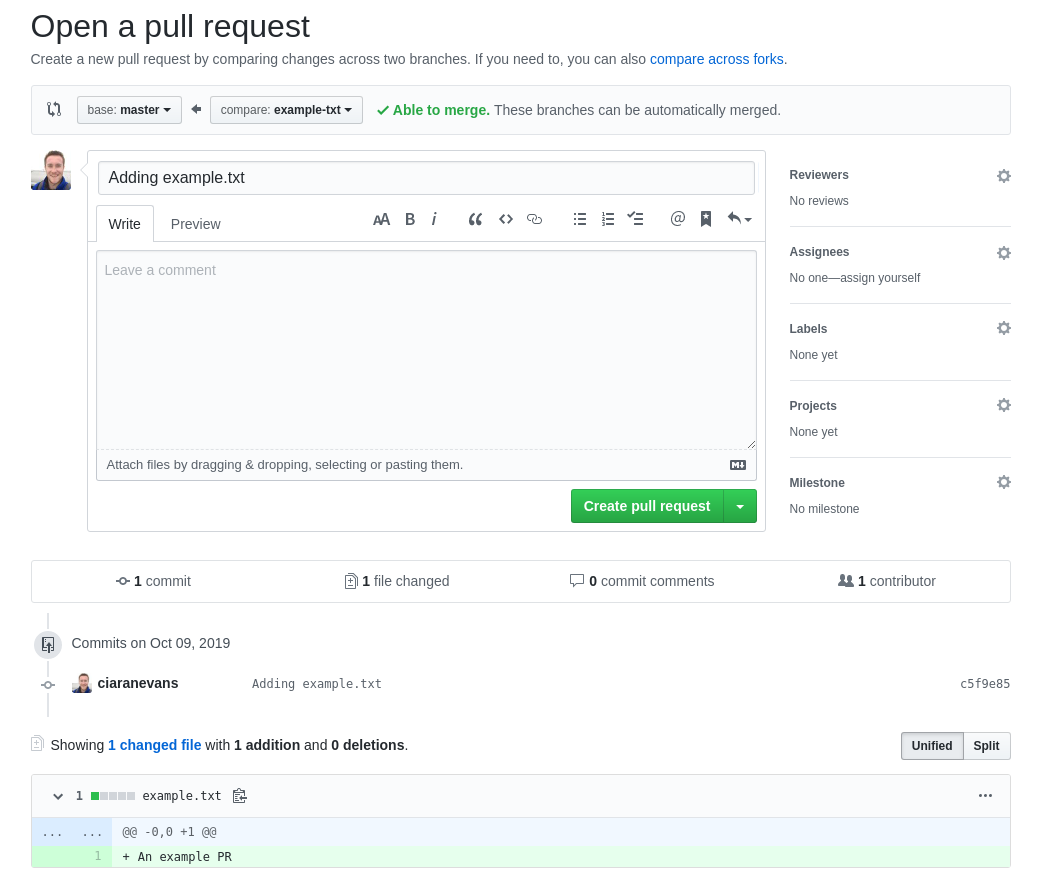 Open a pull request
Create a new pull request by comparing changes across two branches. If you need to, you can also compare across forks.
base: master compare: example-txt Able to merge. These branches can be automatically merged.
Adding example.txt
Write Preview AA B i @
Leave a comment
Attach files by dragging & dropping, selecting or pasting them.
Create pull request
Reviewers
No reviews
Assignees
No one—assign yourself
Labels
None yet
Projects
None yet
Milestone
No milestone
1 commit 1 file changed 0 commit comments 1 contributor
Commits on Oct 09, 2019
ciaranevans Adding example.txt c5f9e85
Showing 1 changed file with 1 addition and 0 deletions. Unified Split
1 example.txt ...
... ... @@ -0,0 +1 @@
1 + An example PR